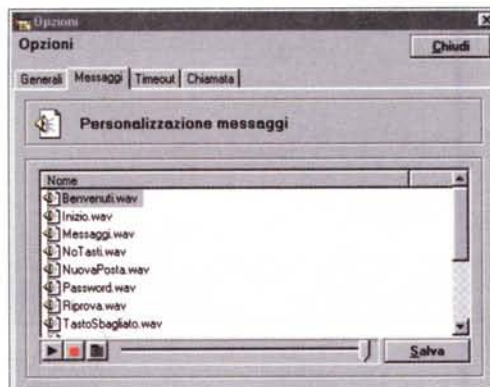 Opzioni
Opzioni
Chiudi
Generali Messaggi Timeout Chiamata
Personalizzazione messaggi
Nome
Benvenuti.wav
Inizio.wav
Messaggi.wav
NoTasti.wav
NuovaPosta.wav
Password.wav
Riprova.wav
TastoSbagliato.wav
Salva